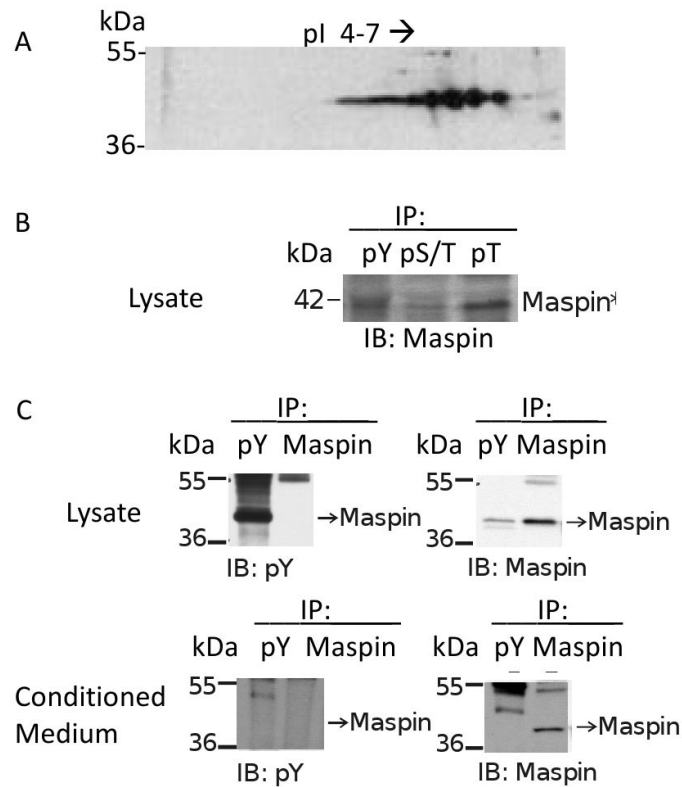 A
kDa
pI 4-7 →
55-
36-
B
IP:
kDa pY pS/T pT
Lysate 42– Maspin*
IB: Maspin
C
IP: IP:
kDa pY Maspin kDa pY Maspin
55 55
Lysate →Maspin →Maspin
36 36
IB: pY IB: Maspin
IP: IP:
kDa pY Maspin kDa pY Maspin
55 55
Conditioned
Medium →Maspin →Maspin
36 36
IB: pY IB: Maspin